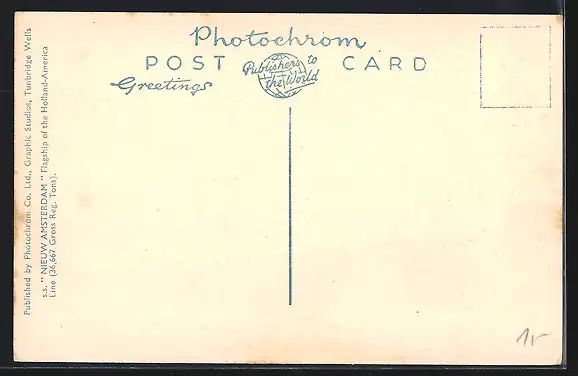 Photochrom
POST CARD
Publishers to
the World
Greetings
Published by Photochrom Co. Ltd., Graphic Studios, Tunbridge Wells
s.s. "NIEUW AMSTERDAM" Flagship of the Holland-America
Line (36,667 Gross Reg. Tons).